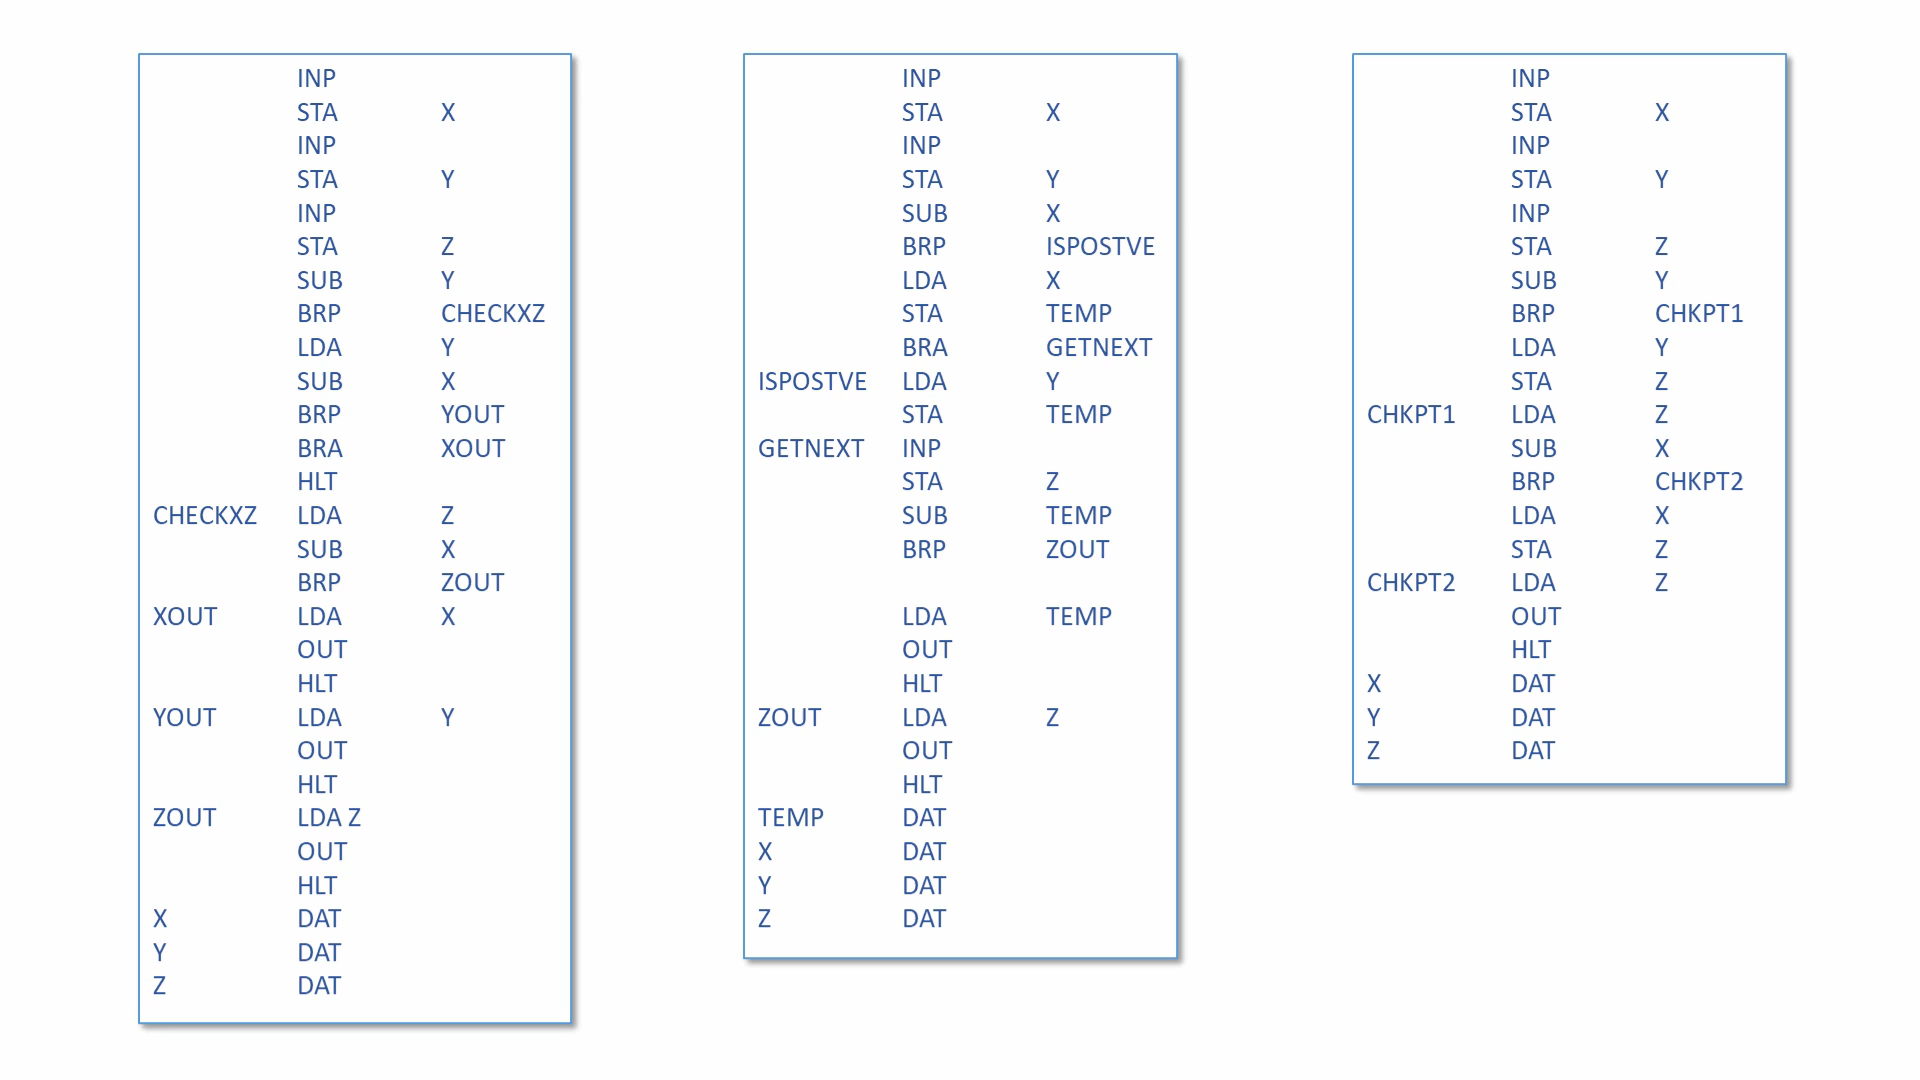 INP
STA X
INP
STA Y
INP
STA Z
SUB Y
BRP CHECKXZ
LDA Y
SUB X
BRP YOUT
BRA XOUT
HLT
CHECKXZ LDA Z
SUB X
BRP ZOUT
XOUT LDA X
OUT
HLT
YOUT LDA Y
OUT
HLT
ZOUT LDA Z
OUT
HLT
X DAT
Y DAT
Z DAT
INP
STA X
INP
STA Y
SUB X
BRP ISPOSTVE
LDA X
STA TEMP
BRA GETNEXT
ISPOSTVE LDA Y
STA TEMP
GETNEXT INP
STA Z
SUB TEMP
BRP ZOUT
LDA TEMP
OUT
HLT
ZOUT LDA Z
OUT
HLT
TEMP DAT
X DAT
Y DAT
Z DAT
INP
STA X
INP
STA Y
INP
STA Z
SUB Y
BRP CHKPT1
LDA Y
STA Z
CHKPT1 LDA Z
SUB X
BRP CHKPT2
LDA X
STA Z
CHKPT2 LDA Z
OUT
HLT
X DAT
Y DAT
Z DAT